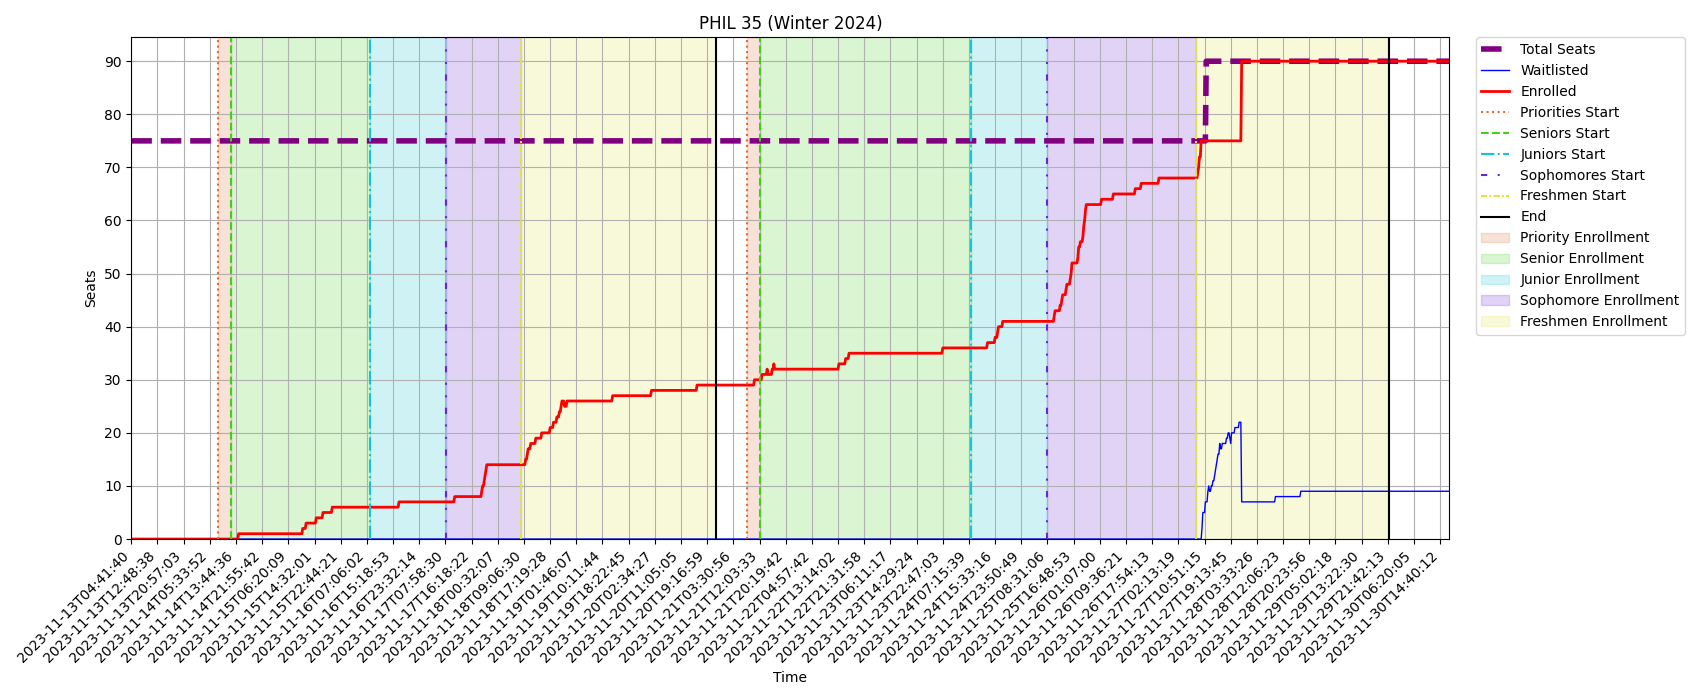 PHIL 35 (Winter 2024)
Seats
90
80
70
60
50
40
30
20
10
0
2023-11-13T04:41:40
2023-11-13T12:48:38
2023-11-13T20:57:03
2023-11-14T05:33:52
2023-11-14T13:44:36
2023-11-14T21:55:42
2023-11-15T06:20:09
2023-11-15T14:32:01
2023-11-15T22:44:21
2023-11-16T07:06:02
2023-11-16T15:18:53
2023-11-16T23:32:14
2023-11-17T07:58:30
2023-11-17T16:18:22
2023-11-18T00:32:07
2023-11-18T09:06:30
2023-11-18T17:19:28
2023-11-19T01:46:07
2023-11-19T10:11:44
2023-11-19T18:22:45
2023-11-20T02:34:27
2023-11-20T11:05:05
2023-11-20T19:16:59
2023-11-21T03:30:56
2023-11-21T12:03:33
2023-11-21T20:19:42
2023-11-22T04:57:42
2023-11-22T13:14:02
2023-11-22T21:31:58
2023-11-23T06:11:17
2023-11-23T14:29:24
2023-11-23T22:47:03
2023-11-24T07:15:39
2023-11-24T15:33:16
2023-11-24T23:50:49
2023-11-25T08:31:06
2023-11-25T16:48:53
2023-11-26T01:07:00
2023-11-26T09:36:21
2023-11-26T17:54:13
2023-11-27T02:13:19
2023-11-27T10:51:15
2023-11-27T19:13:45
2023-11-28T03:33:26
2023-11-28T12:06:23
2023-11-28T20:23:56
2023-11-29T05:02:18
2023-11-29T13:22:30
2023-11-29T21:42:13
2023-11-30T06:20:05
2023-11-30T14:40:12
Time
Total Seats
Waitlisted
Enrolled
Priorities Start
Seniors Start
Juniors Start
Sophomores Start
Freshmen Start
End
Priority Enrollment
Senior Enrollment
Junior Enrollment
Sophomore Enrollment
Freshmen Enrollment